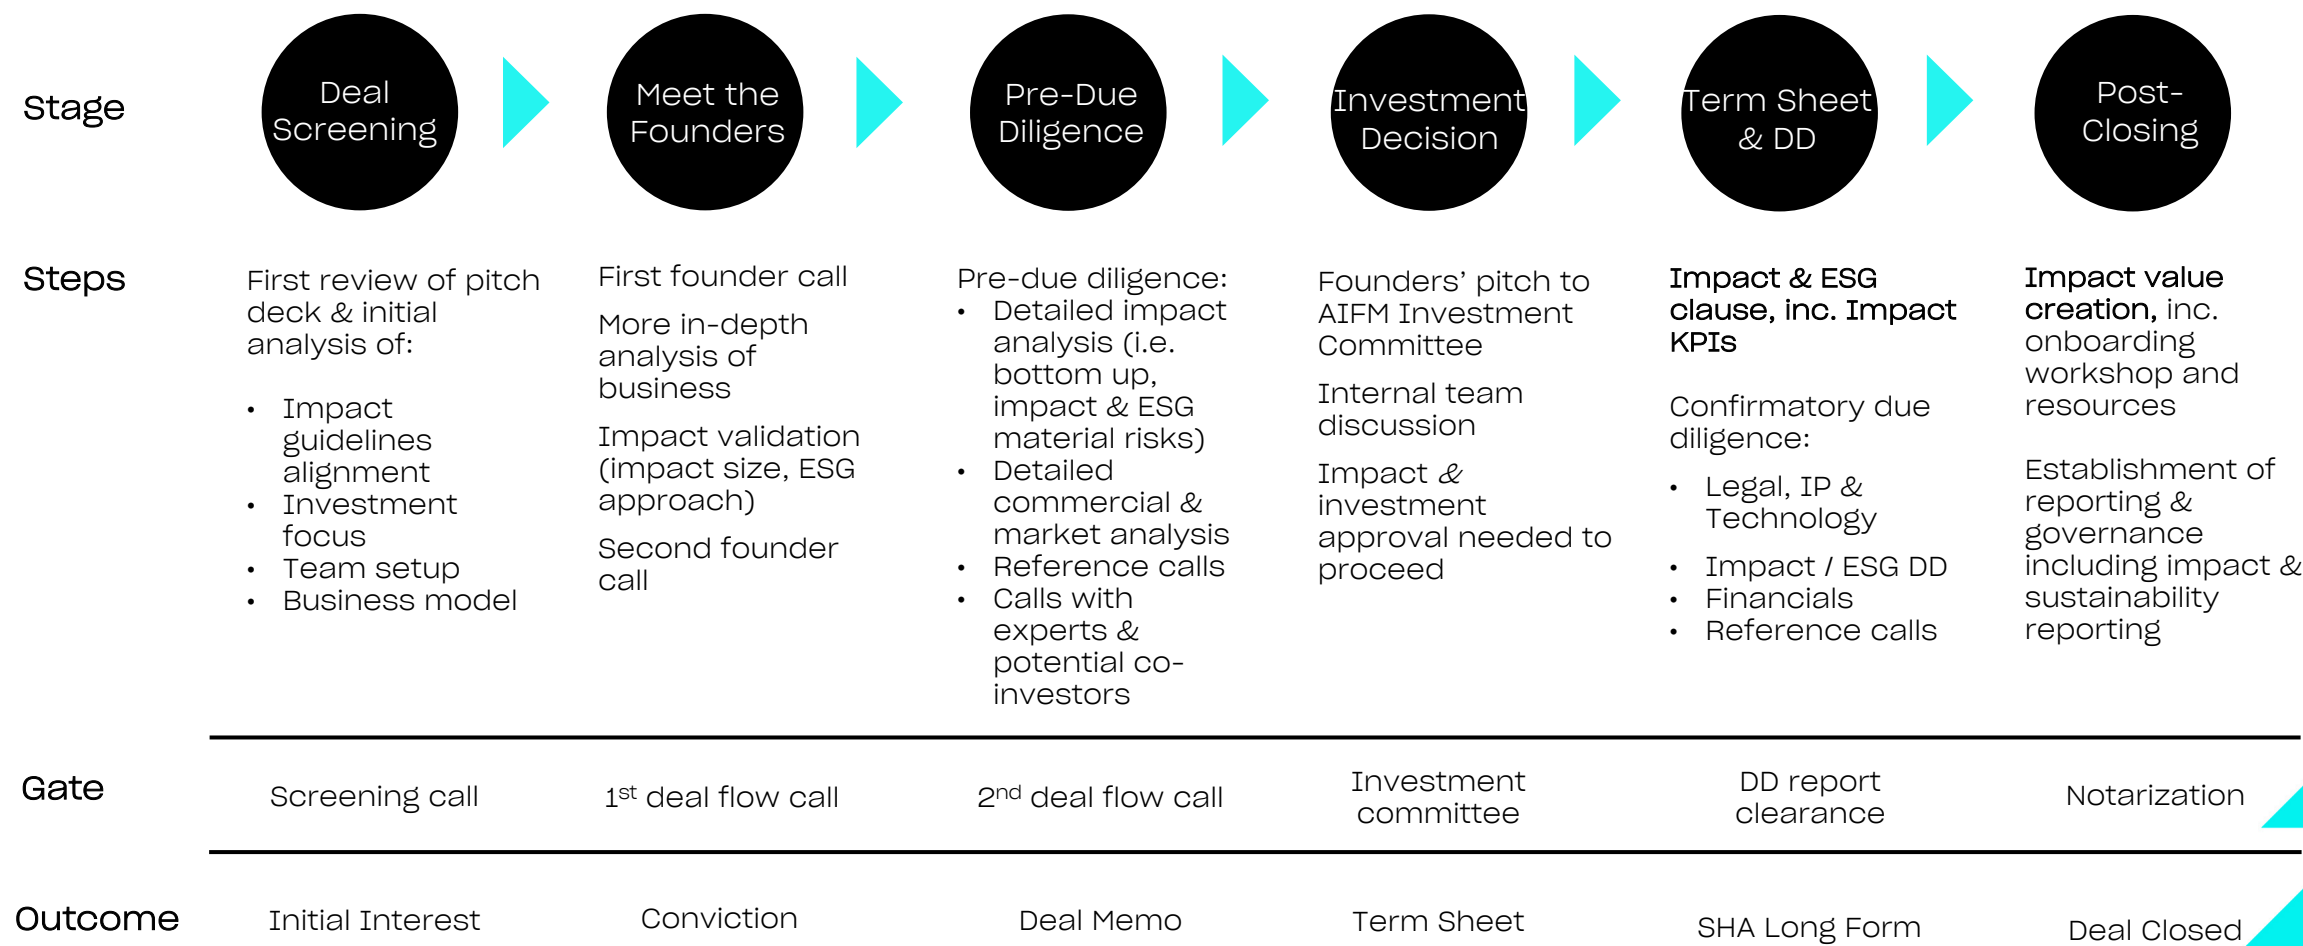 Stage
Deal
Screening
Meet the
Founders
Pre-Due
Diligence
Investment
Decision
Term Sheet
& DD
Post-
Closing
Steps
First review of pitch
deck & initial
analysis of:
• Impact
guidelines
alignment
• Investment
focus
• Team setup
• Business model
First founder call
More in-depth
analysis of
business
Impact validation
(impact size, ESG
approach)
Second founder
call
Pre-due diligence:
• Detailed impact
analysis (i.e.
bottom up,
impact & ESG
material risks)
• Detailed
commercial &
market analysis
• Reference calls
• Calls with
experts &
potential co-
investors
Founders’ pitch to
AIFM Investment
Committee
Internal team
discussion
Impact &
investment
approval needed to
proceed
Impact & ESG
clause, inc. Impact
KPIs
Confirmatory due
diligence:
• Legal, IP &
Technology
• Impact / ESG DD
• Financials
• Reference calls
Impact value
creation, inc.
onboarding
workshop and
resources
Establishment of
reporting &
governance
including impact &
sustainability
reporting
Gate
Screening call
1st deal flow call
2nd deal flow call
Investment
committee
DD report
clearance
Notarization
Outcome
Initial Interest
Conviction
Deal Memo
Term Sheet
SHA Long Form
Deal Closed